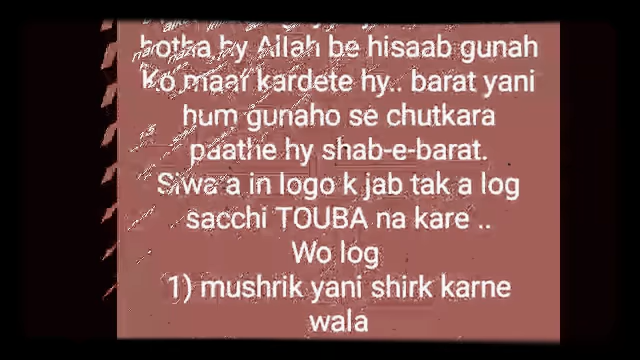 hotha hy Allah be hisaab gunah
Ko maaf kardete hy.. barat yani
hum gunaho se chutkara
paathe hy shab-e-barat.
Siwa a in logo k jab tak a log
sacchi TOUBA na kare ..
Wo log
1) mushrik yani shirk karne
wala